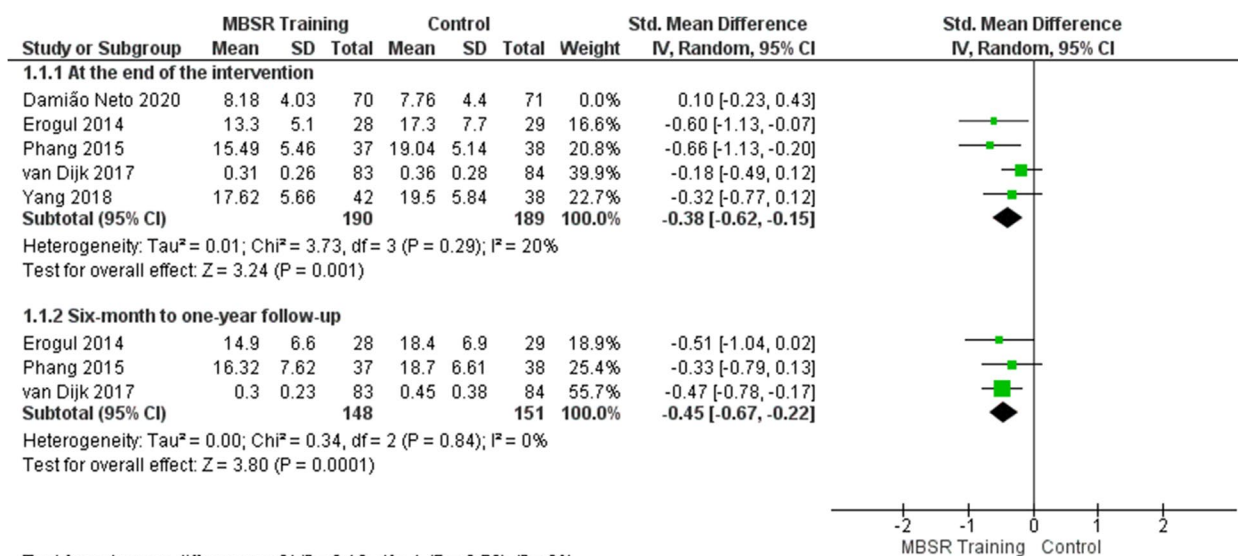 MBSR Training Control Std. Mean Difference Std. Mean Difference
Study or Subgroup Mean SD Total Mean SD Total Weight IV, Random, 95% CI IV, Random, 95% CI
1.1.1 At the end of the intervention
Damião Neto 2020 8.18 4.03 70 7.76 4.4 71 0.0% 0.10 [-0.23, 0.43]
Erogul 2014 13.3 5.1 28 17.3 7.7 29 16.6% -0.60 [-1.13, -0.07]
Phang 2015 15.49 5.46 37 19.04 5.14 38 20.8% -0.66 [-1.13, -0.20]
van Dijk 2017 0.31 0.26 83 0.36 0.28 84 39.9% -0.18 [-0.49, 0.12]
Yang 2018 17.62 5.66 42 19.5 5.84 38 22.7% -0.32 [-0.77, 0.12]
Subtotal (95% CI) 190 189 100.0% -0.38 [-0.62, -0.15]
Heterogeneity: Tau² = 0.01; Chi² = 3.73, df = 3 (P = 0.29); I² = 20%
Test for overall effect: Z = 3.24 (P = 0.001)
1.1.2 Six-month to one-year follow-up
Erogul 2014 14.9 6.6 28 18.4 6.9 29 18.9% -0.51 [-1.04, 0.02]
Phang 2015 16.32 7.62 37 18.7 6.61 38 25.4% -0.33 [-0.79, 0.13]
van Dijk 2017 0.3 0.23 83 0.45 0.38 84 55.7% -0.47 [-0.78, -0.17]
Subtotal (95% CI) 148 151 100.0% -0.45 [-0.67, -0.22]
Heterogeneity: Tau² = 0.00; Chi² = 0.34, df = 2 (P = 0.84); I² = 0%
Test for overall effect: Z = 3.80 (P = 0.0001)
-2 -1 0 1 2
MBSR Training Control